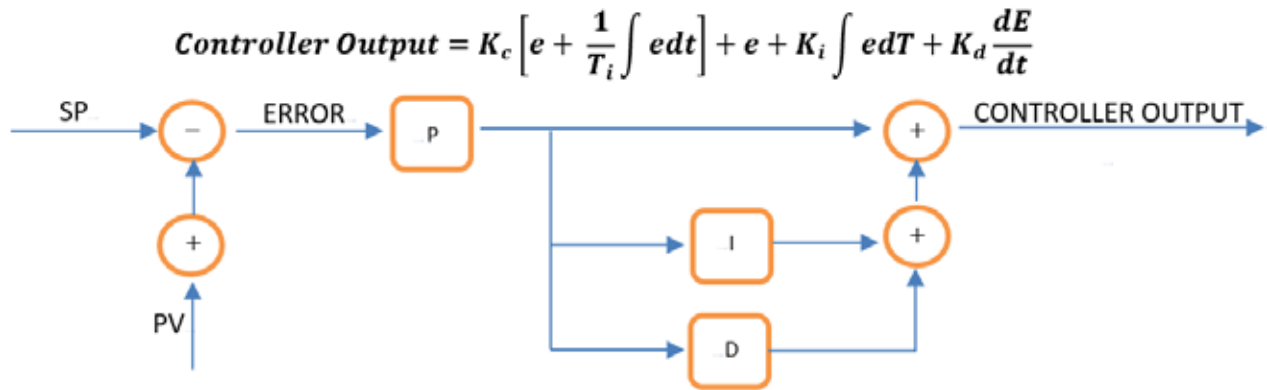 Controller Output = K_c [e + 1/T_i ∫ edt] + e + K_i ∫ edT + K_d dE/dt
SP
−
ERROR
P
+
CONTROLLER OUTPUT
+
I
+
PV
D